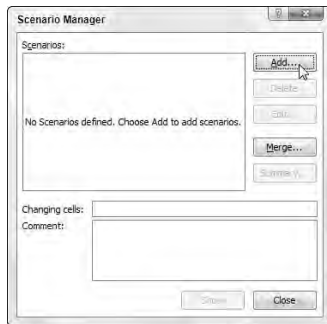 Scenario Manager
Scenarios:
Add...
Delete
Edit...
No Scenarios defined. Choose Add to add scenarios.
Merge...
Summary...
Changing cells:
Comment:
Show
Close